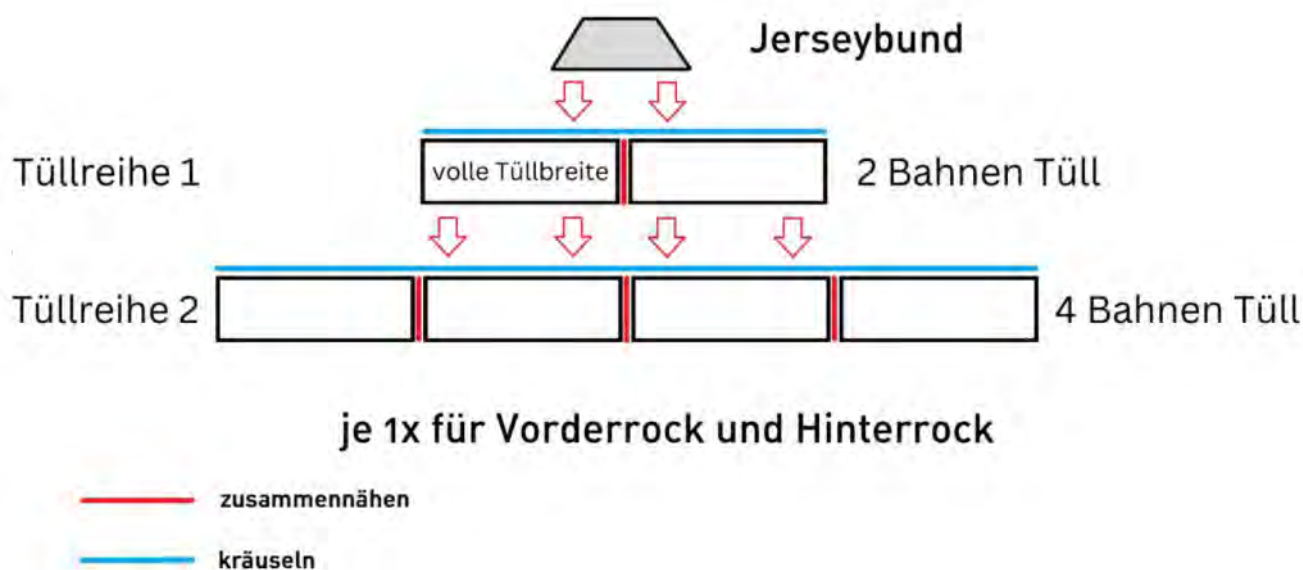 Jerseybund
Tüllreihe 1
volle Tüllbreite
2 Bahnen Tüll
Tüllreihe 2
4 Bahnen Tüll
je 1x für Vorderrock und Hinterrock
zusammennähen
kräuseln